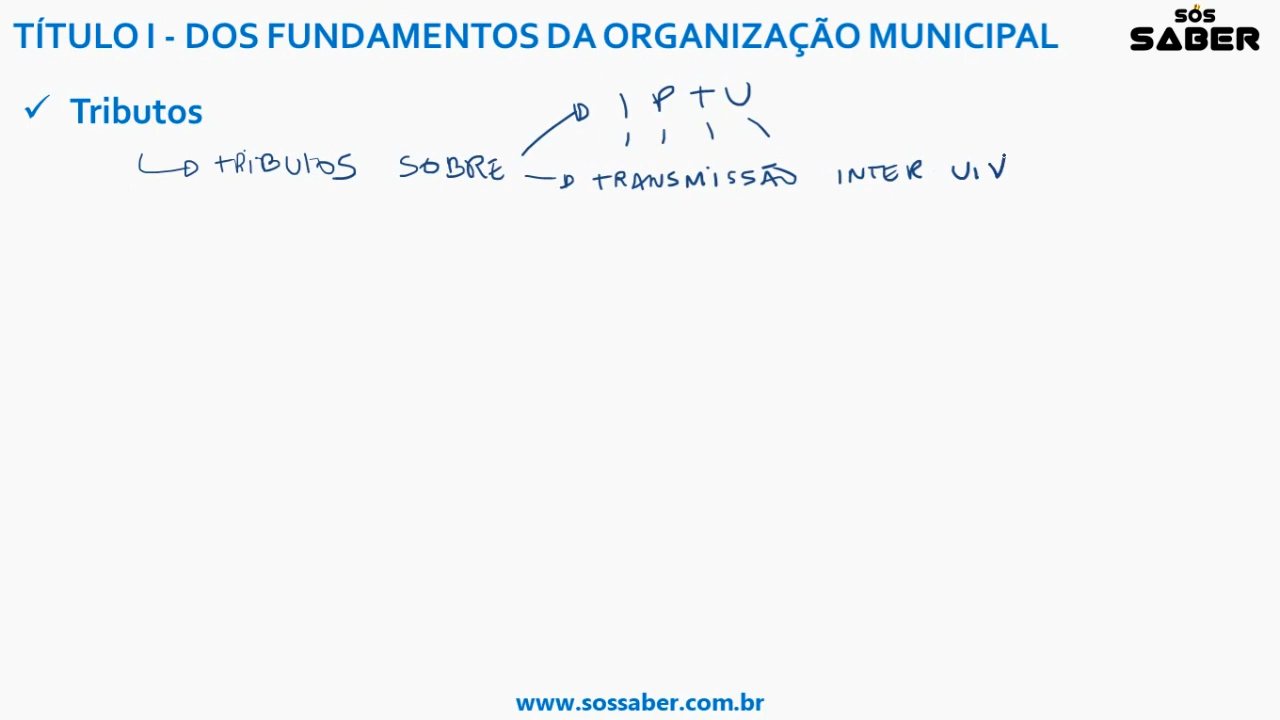 TÍTULO I - DOS FUNDAMENTOS DA ORGANIZAÇÃO MUNICIPAL
SÓS
SABER
✓ Tributos
IPTU
TRIBUTOS SOBRE
TRANSMISSÃO INTER VIV
www.sossaber.com.br